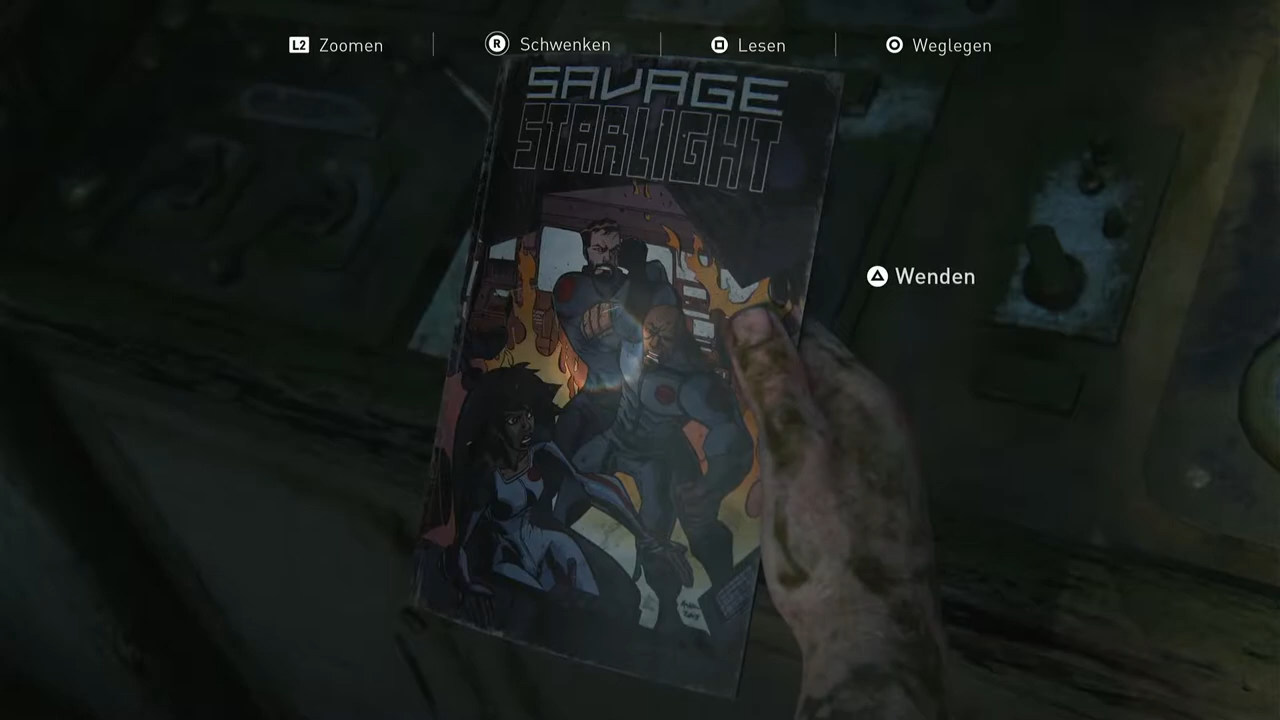 L2 Zoomen
R Schwenken
Lesen
Weglegen
SAVAGE
STARLIGHT
Wenden